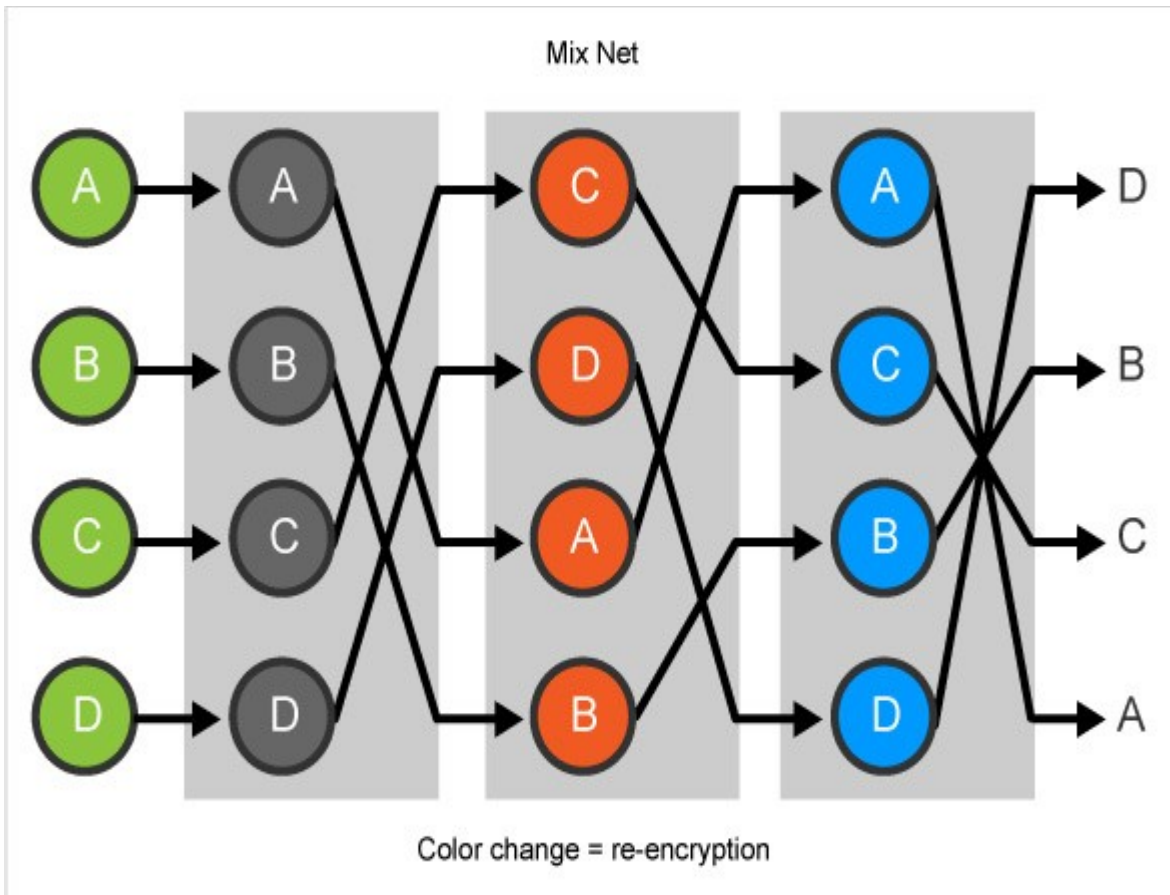 Mix Net
A A C A D
B B D C B
C C A B C
D D B D A
Color change = re-encryption